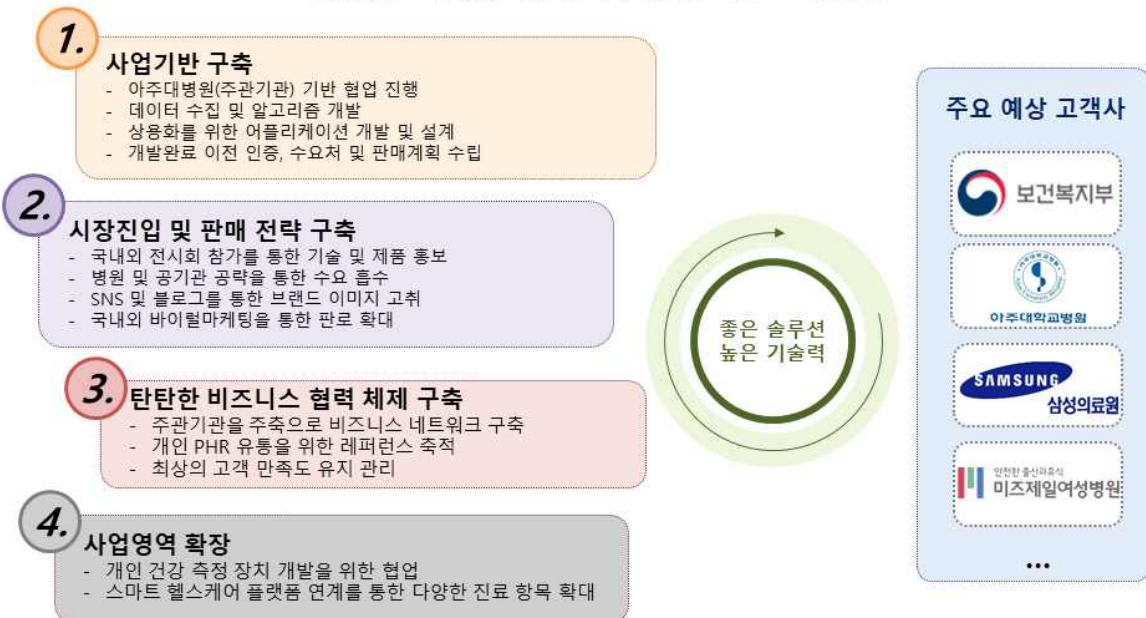 1.
사업기반 구축
- 아주대병원(주관기관) 기반 협업 진행
- 데이터 수집 및 알고리즘 개발
- 상용화를 위한 어플리케이션 개발 및 설계
- 개발완료 이전 인증, 수요처 및 판매계획 수립
2.
시장진입 및 판매 전략 구축
- 국내외 전시회 참가를 통한 기술 및 제품 홍보
- 병원 및 공기관 공략을 통한 수요 흡수
- SNS 및 블로그를 통한 브랜드 이미지 고취
- 국내외 바이럴마케팅을 통한 판로 확대
3.
탄탄한 비즈니스 협력 체제 구축
- 주관기관을 주축으로 비즈니스 네트워크 구축
- 개인 PHR 유통을 위한 레퍼런스 축적
- 최상의 고객 만족도 유지 관리
4.
사업영역 확장
- 개인 건강 측정 장치 개발을 위한 협업
- 스마트 헬스케어 플랫폼 연계를 통한 다양한 진료 항목 확대
좋은 솔루션
높은 기술력
주요 예상 고객사
보건복지부
아주대학교병원
SAMSUNG
삼성의료원
안전한 출산과휴식
미즈제일여성병원
...